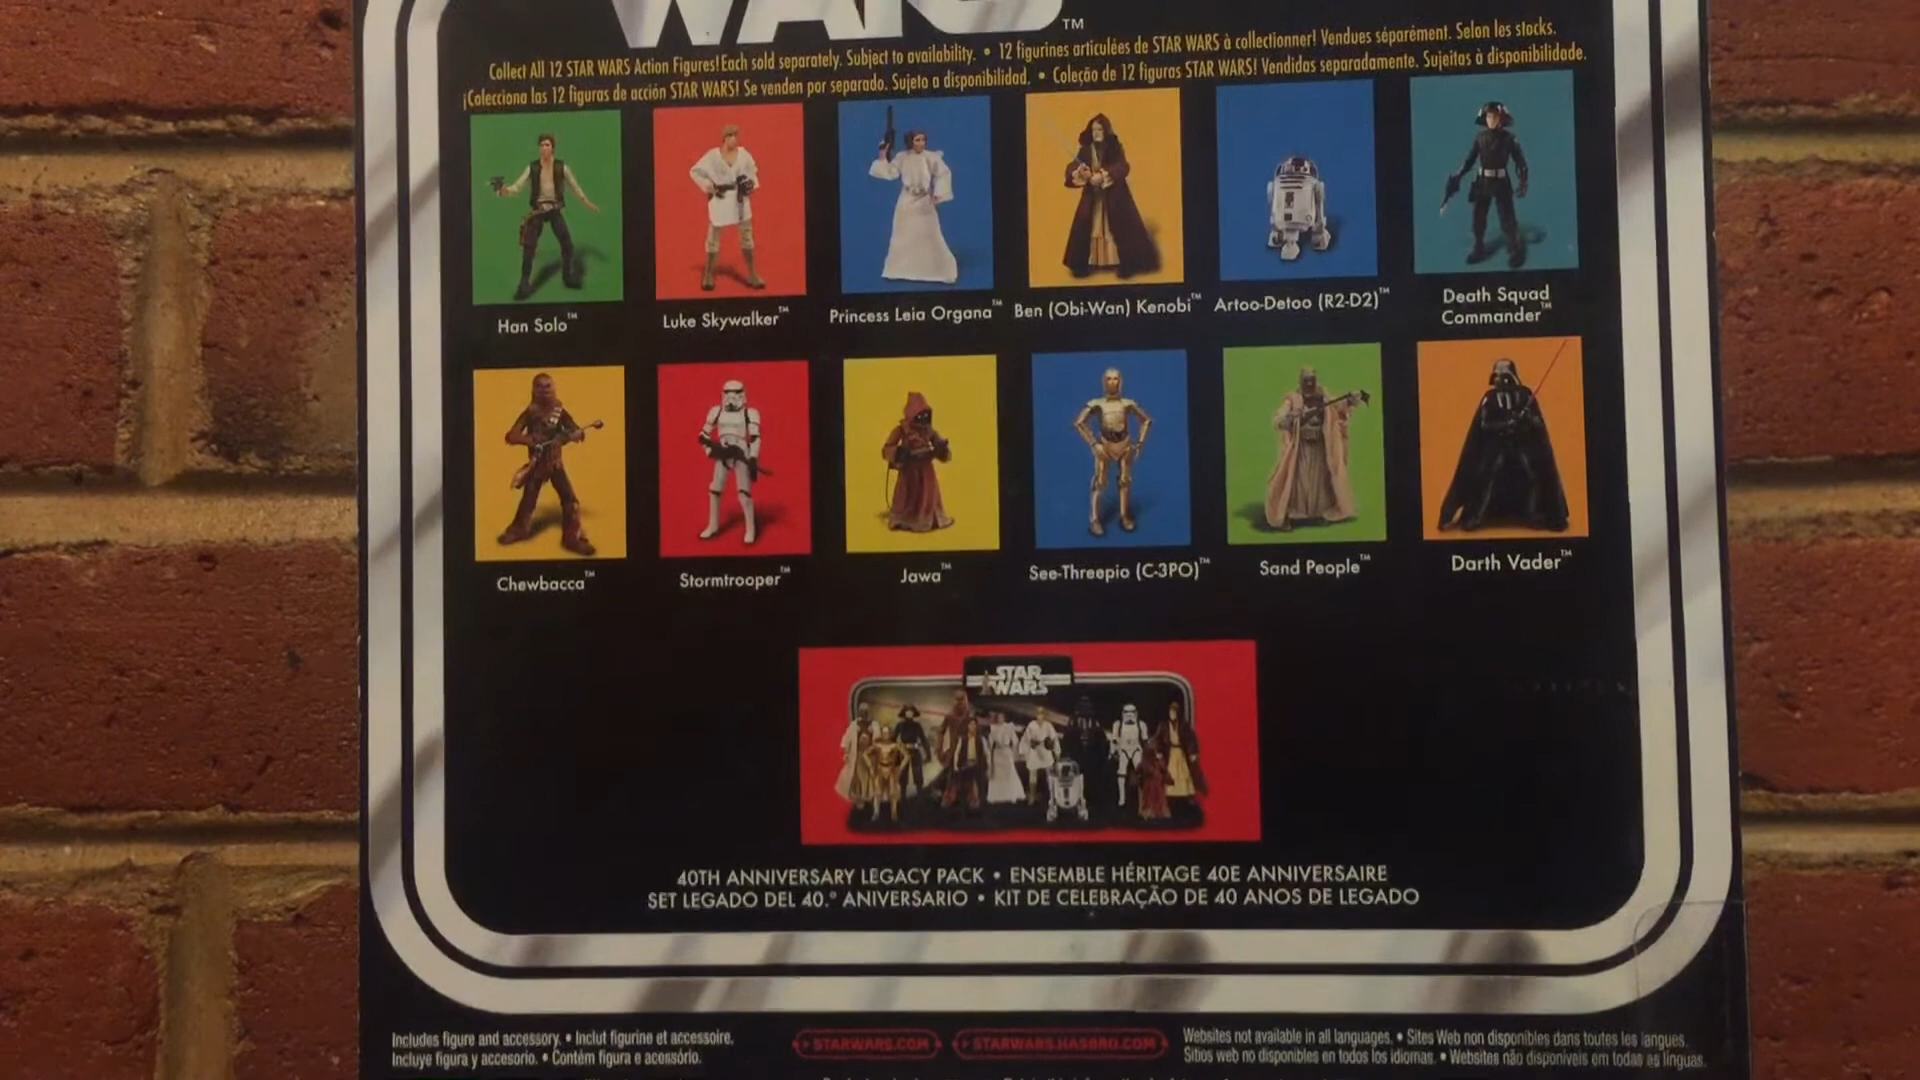 WARS™
Collect All 12 STAR WARS Action Figures! Each sold separately. Subject to availability. • 12 figurines articulées de STAR WARS à collectionner! Vendues séparément. Selon les stocks.
¡Colecciona las 12 figuras de acción STAR WARS! Se venden por separado. Sujeto a disponibilidad. • Coleção de 12 figuras STAR WARS! Vendidas separadamente. Sujeitas à disponibilidade.
Han Solo™
Luke Skywalker™
Princess Leia Organa™
Ben (Obi-Wan) Kenobi™
Artoo-Detoo (R2-D2)™
Death Squad
Commander™
Chewbacca™
Stormtrooper™
Jawa™
See-Threepio (C-3PO)™
Sand People™
Darth Vader™
STAR
WARS
40TH ANNIVERSARY LEGACY PACK • ENSEMBLE HÉRITAGE 40E ANNIVERSAIRE
SET LEGADO DEL 40.º ANIVERSARIO • KIT DE CELEBRAÇÃO DE 40 ANOS DE LEGADO
Includes figure and accessory. • Inclut figurine et accessoire.
Incluye figura y accesorio. • Contém figura e acessório.
STARWARS.COM
STARWARS.HASBRO.COM
Websites not available in all languages. • Sites Web non disponibles dans toutes les langues.
Sitios web no disponibles en todos los idiomas. • Websites não disponíveis em todas as línguas.